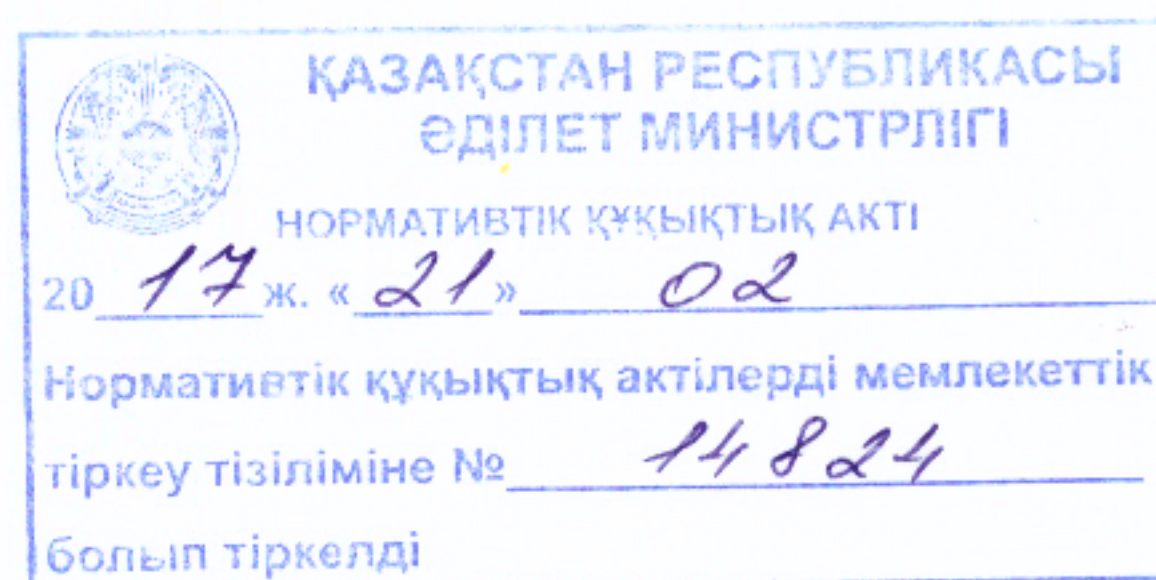 ҚАЗАҚСТАН РЕСПУБЛИКАСЫ
ӘДІЛЕТ МИНИСТРЛІГІ
НОРМАТИВТІК ҚҰҚЫҚТЫҚ АКТІ
20 17 ж. « 21 » 02
Нормативтік құқықтық актілерді мемлекеттік
тіркеу тізіліміне № 14824
болып тіркелді